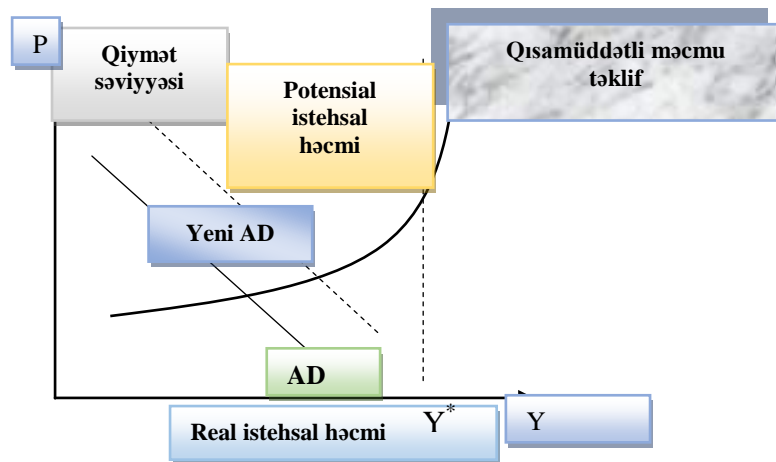 P
Qiymət
səviyyəsi
Potensial
istehsal
həcmi
Qısamüddətli məcmu
təklif
Yeni AD
AD
Real istehsal həcmi
Y*
Y